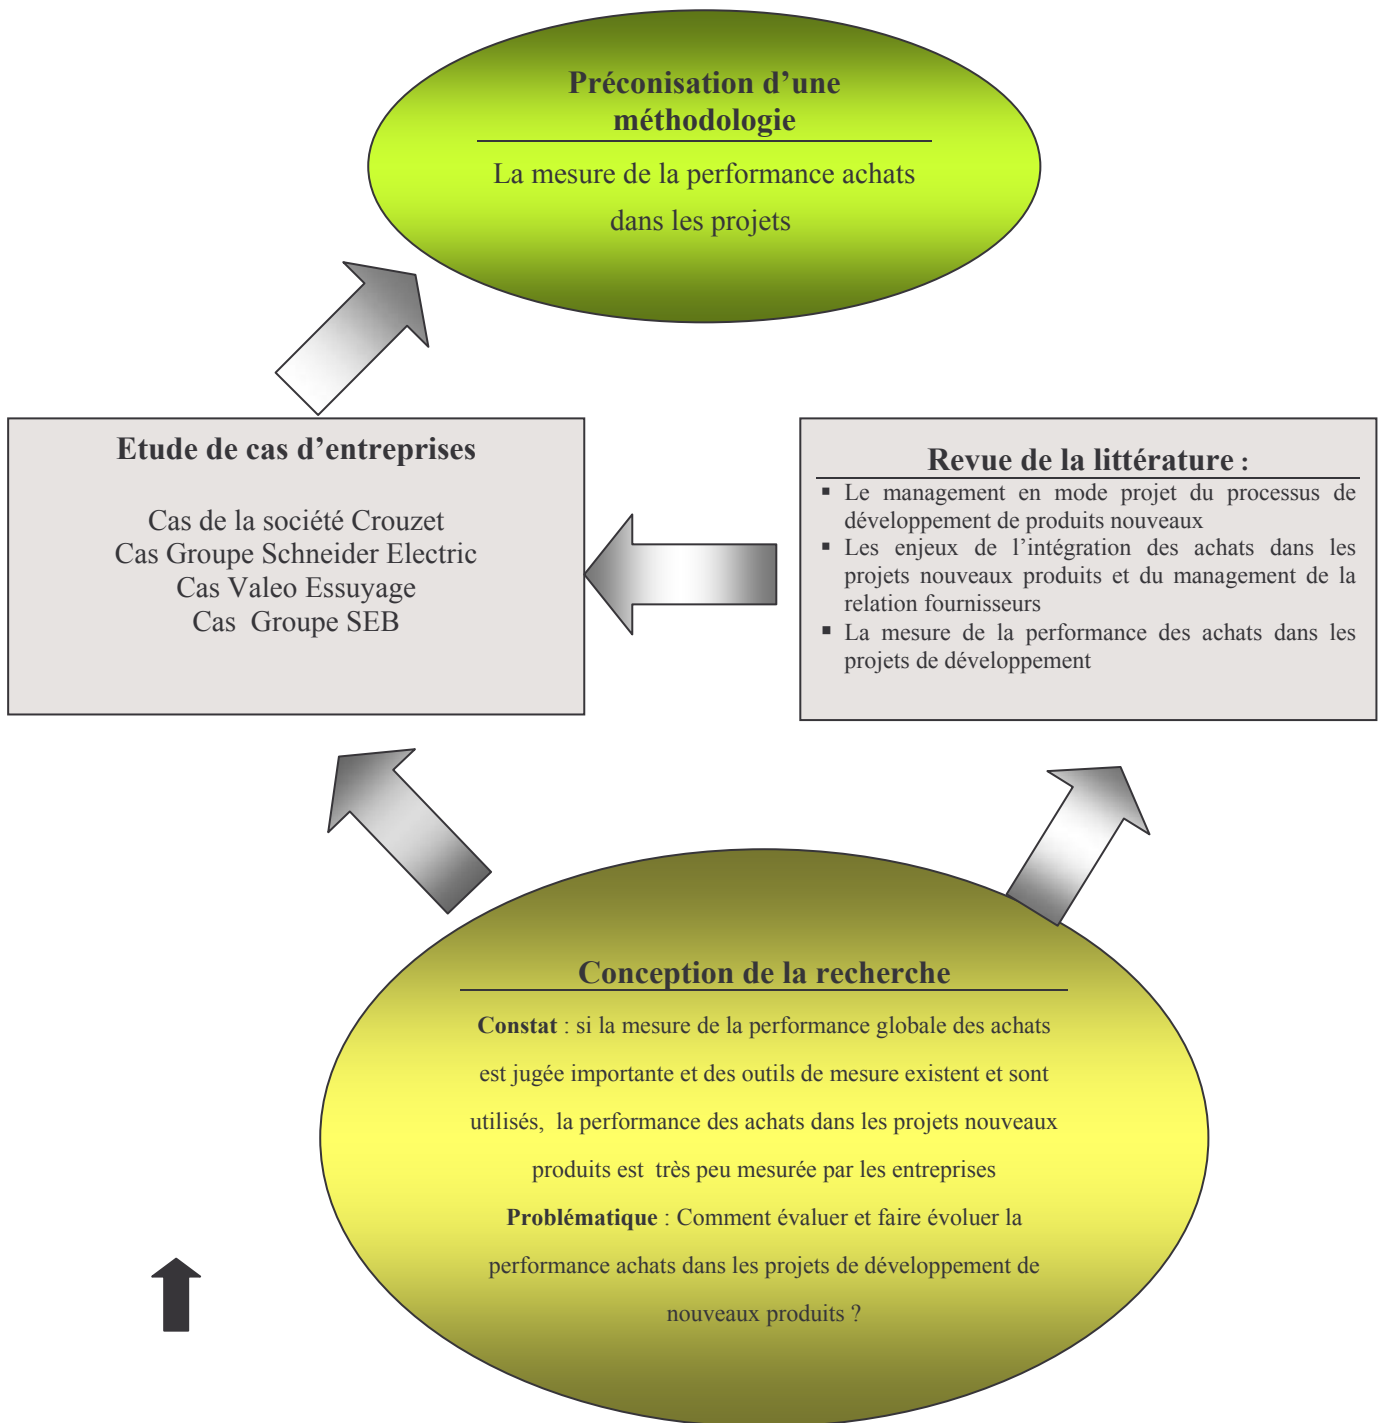 Préconisation d’une
méthodologie
La mesure de la performance achats
dans les projets
Etude de cas d’entreprises
Cas de la société Crouzet
Cas Groupe Schneider Electric
Cas Valeo Essuyage
Cas Groupe SEB
Revue de la littérature :
▪ Le management en mode projet du processus de
développement de produits nouveaux
▪ Les enjeux de l’intégration des achats dans les
projets nouveaux produits et du management de la
relation fournisseurs
▪ La mesure de la performance des achats dans les
projets de développement
Conception de la recherche
Constat : si la mesure de la performance globale des achats
est jugée importante et des outils de mesure existent et sont
utilisés, la performance des achats dans les projets nouveaux
produits est très peu mesurée par les entreprises
Problématique : Comment évaluer et faire évoluer la
performance achats dans les projets de développement de
nouveaux produits ?